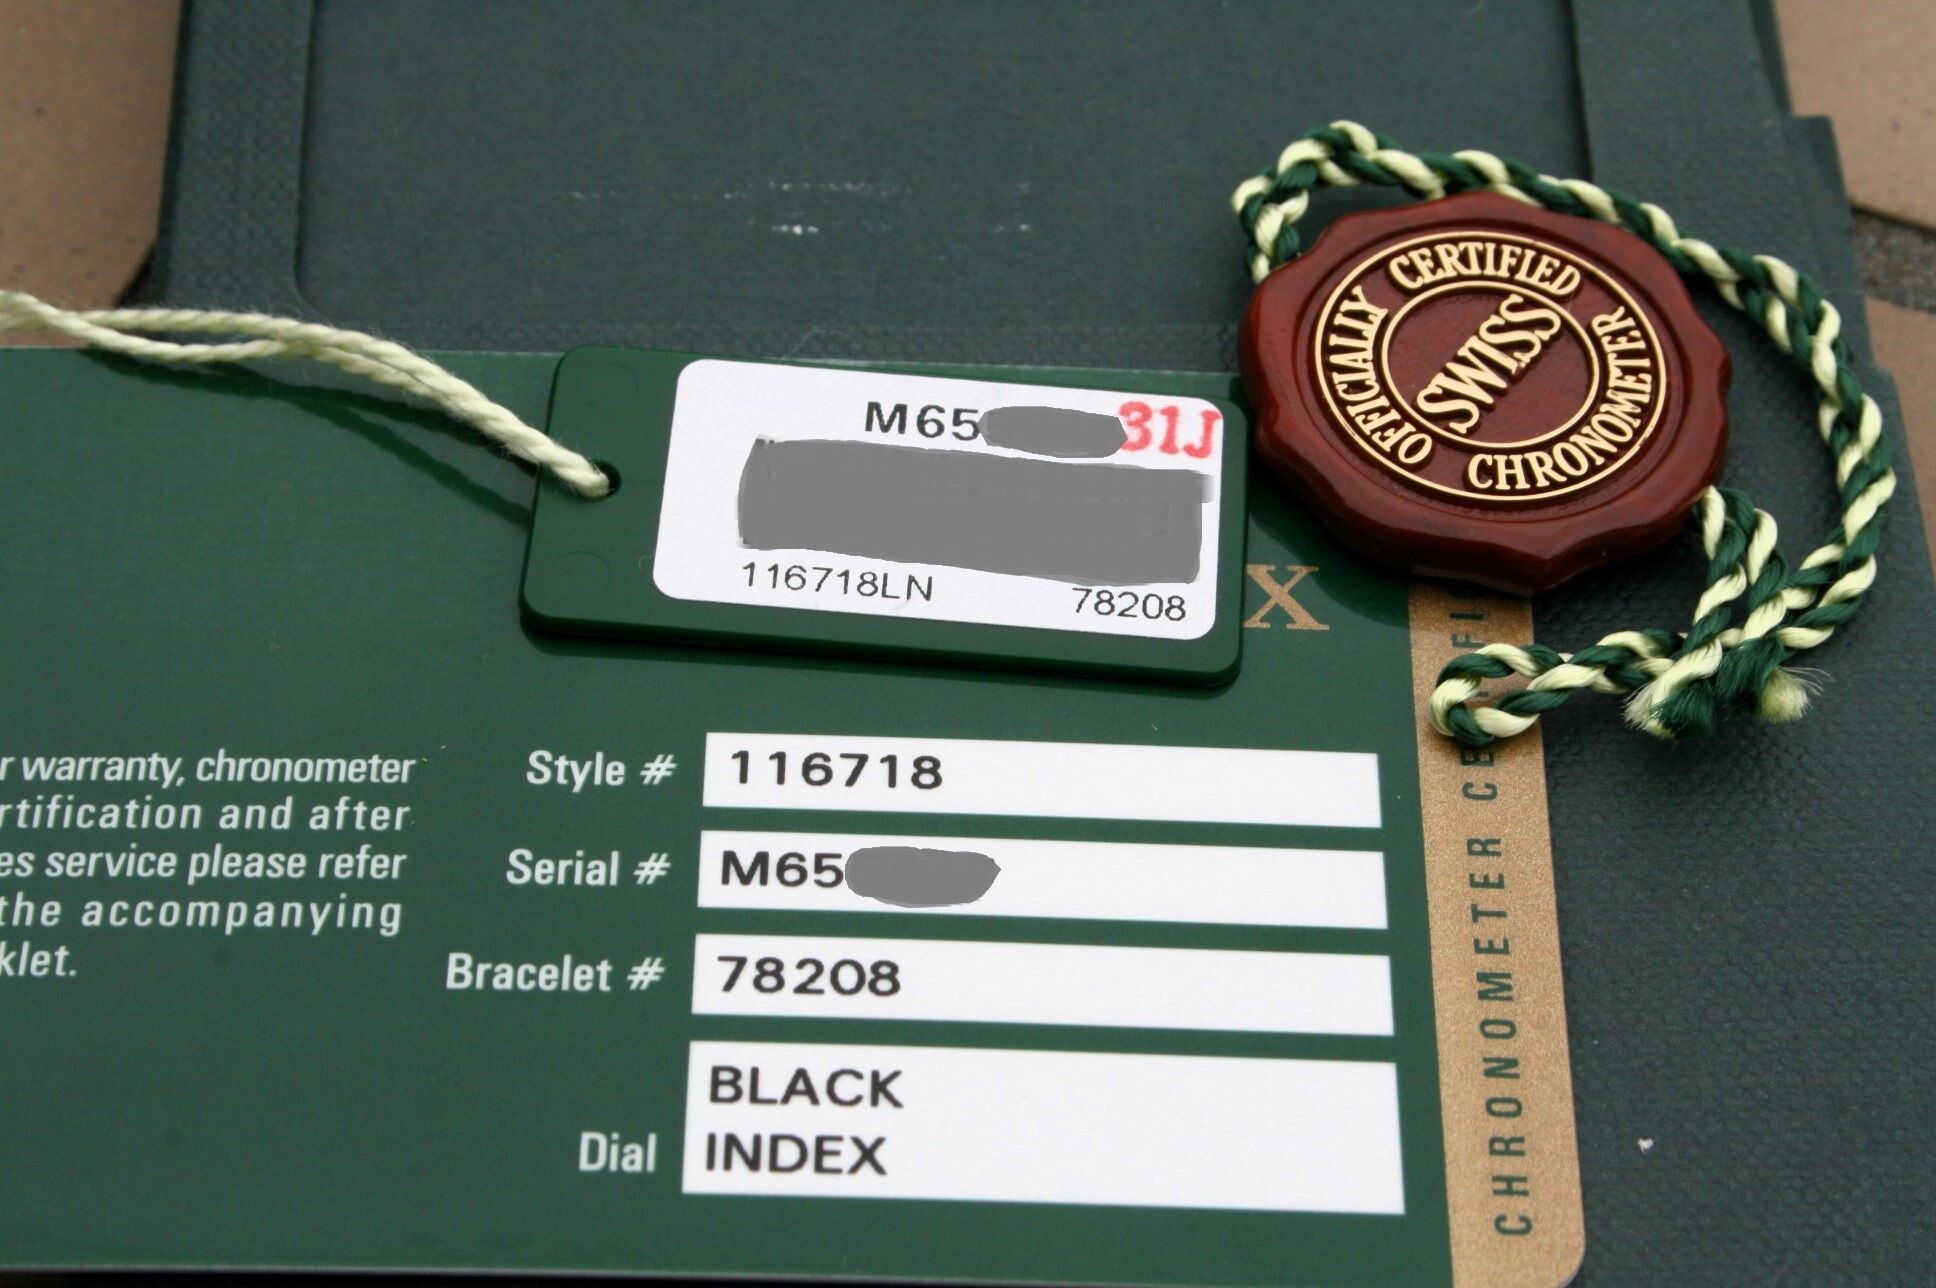 OFFICIALLY CERTIFIED CHRONOMETER
SWISS
M65 31J
116718LN 78208
X
r warranty, chronometer
rtification and after
es service please refer
the accompanying
klet.
Style # 116718
Serial # M65
Bracelet # 78208
Dial BLACK
INDEX
CHRONOMETER